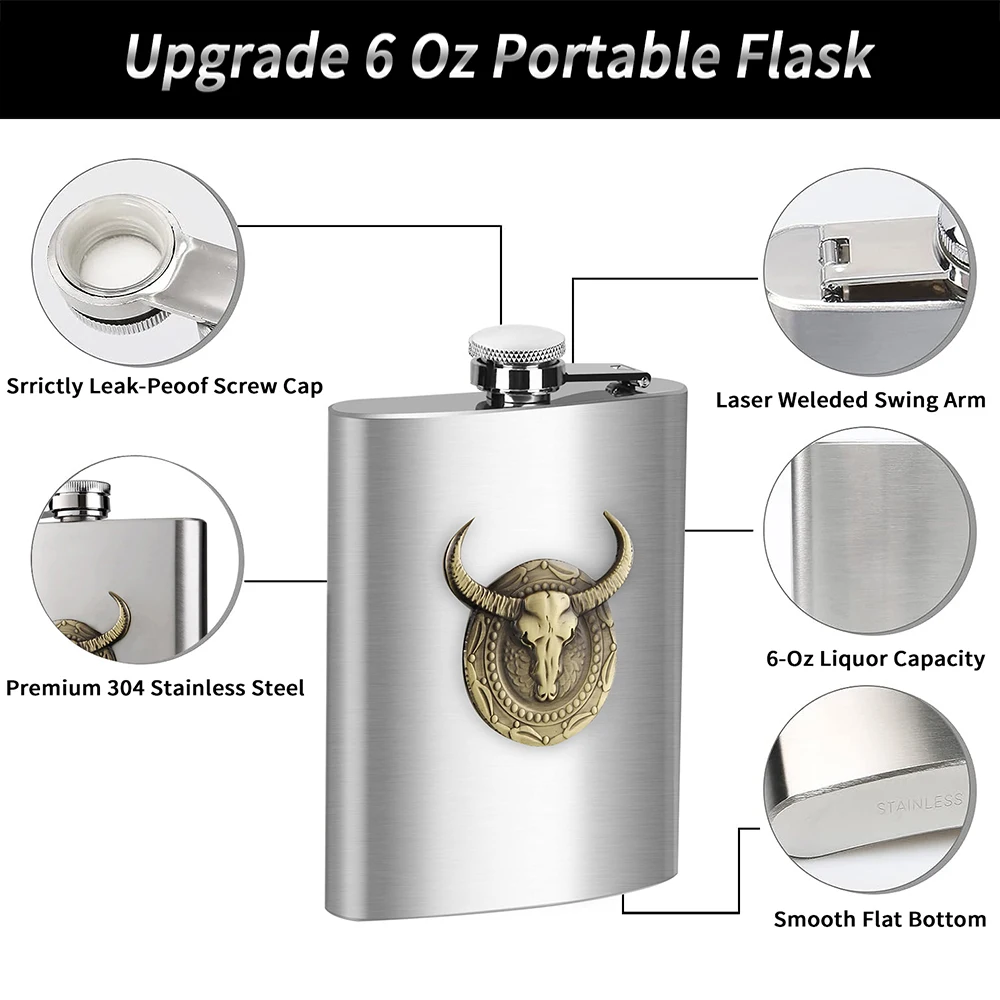 Upgrade 6 Oz Portable Flask
Srrictly Leak-Peoof Screw Cap
Laser Weleded Swing Arm
Premium 304 Stainless Steel
6-Oz Liquor Capacity
STAINLESS
Smooth Flat Bottom